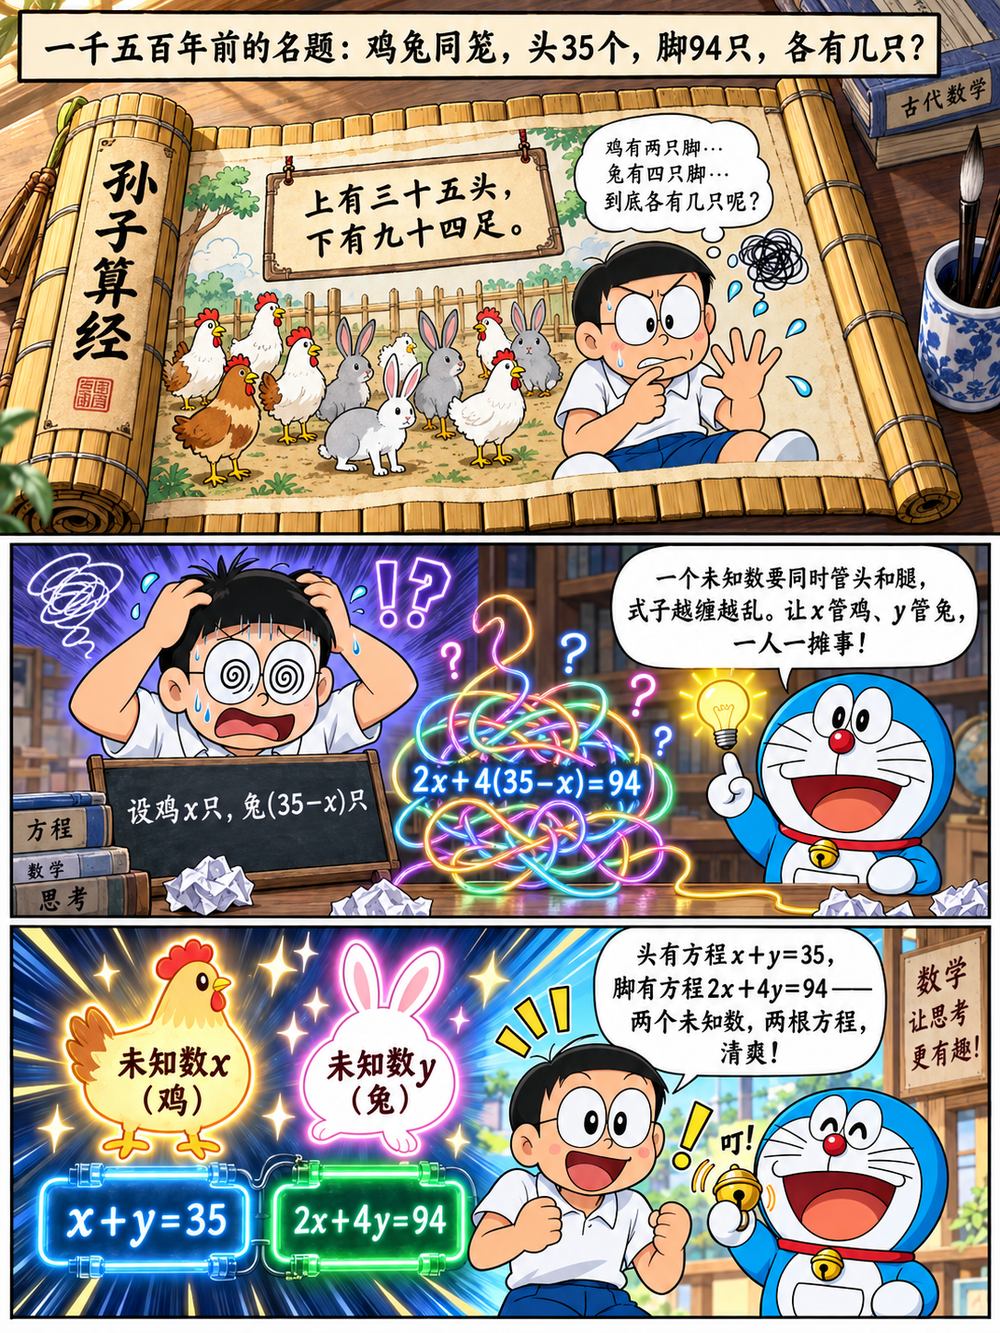 一千五百年前的名题：鸡兔同笼，头35个，脚94只，各有几只？
古代数学
孙子算经
上有三十五头，
下有九十四足。
鸡有两只脚…
兔有四只脚…
到底各有几只呢？
!?
一个未知数要同时管头和腿，
式子越缠越乱。让x管鸡、y管兔，
一人一摊事！
?
?
?
?
2x+4(35-x)=94
设鸡x只，兔(35-x)只
方程
数学
思考
头有方程x+y=35，
脚有方程2x+4y=94——
两个未知数，两根方程，
清爽！
数学
让思考
更有趣！
未知数x
（鸡）
未知数y
（兔）
!
叮！
x+y=35
2x+4y=94